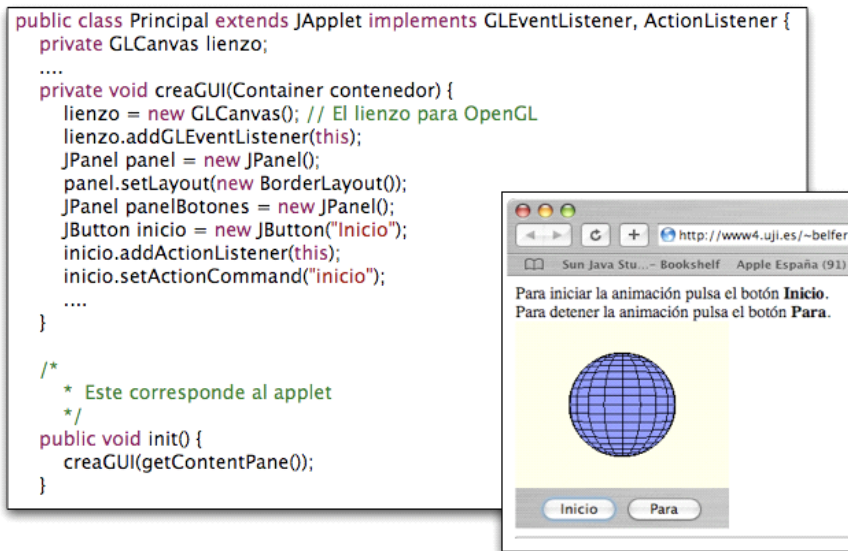 public class Principal extends JApplet implements GLEventListener, ActionListener {
private GLCanvas lienzo;
....
private void creaGUI(Container contenedor) {
lienzo = new GLCanvas(); // El lienzo para OpenGL
lienzo.addGLEventListener(this);
JPanel panel = new JPanel();
panel.setLayout(new BorderLayout());
JPanel panelBotones = new JPanel();
JButton inicio = new JButton("Inicio");
inicio.addActionListener(this);
inicio.setActionCommand("inicio");
....
}
/*
* Este corresponde al applet
*/
public void init() {
creaGUI(getContentPane());
}
http://www4.uji.es/~belfer
Sun Java Stu...- Bookshelf Apple España (91)
Para iniciar la animación pulsa el botón Inicio.
Para detener la animación pulsa el botón Para.
Inicio Para